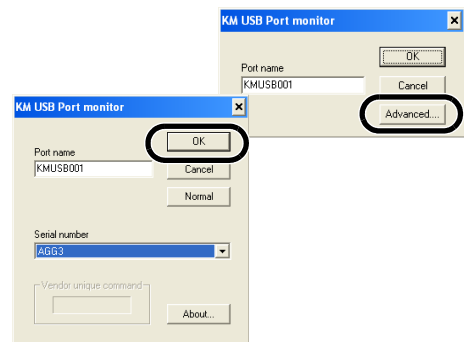 KM USB Port monitor
OK
Port name
KMUSB001
Cancel
Advanced....
KM USB Port monitor
OK
Port name
KMUSB001
Cancel
Normal
Serial number
AGG3
Vendor unique command
About...